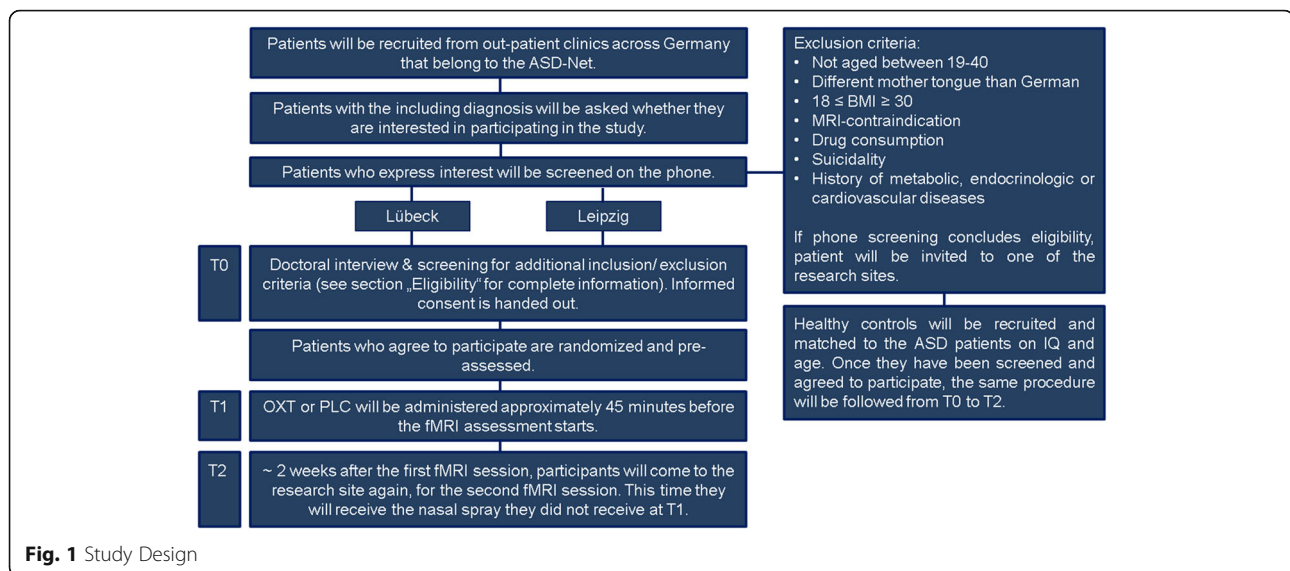 Patients will be recruited from out-patient clinics across Germany
that belong to the ASD-Net.
Patients with the including diagnosis will be asked whether they
are interested in participating in the study.
Patients who express interest will be screened on the phone.
Lübeck
Leipzig
T0
Doctoral interview & screening for additional inclusion/ exclusion
criteria (see section „Eligibility“ for complete information). Informed
consent is handed out.
Patients who agree to participate are randomized and pre-
assessed.
T1
OXT or PLC will be administered approximately 45 minutes before
the fMRI assessment starts.
T2
~ 2 weeks after the first fMRI session, participants will come to the
research site again, for the second fMRI session. This time they
will receive the nasal spray they did not receive at T1.
Exclusion criteria:
• Not aged between 19-40
• Different mother tongue than German
• 18 ≤ BMI ≥ 30
• MRI-contraindication
• Drug consumption
• Suicidality
• History of metabolic, endocrinologic or
cardiovascular diseases
If phone screening concludes eligibility,
patient will be invited to one of the
research sites.
Healthy controls will be recruited and
matched to the ASD patients on IQ and
age. Once they have been screened and
agreed to participate, the same procedure
will be followed from T0 to T2.
Fig. 1 Study Design